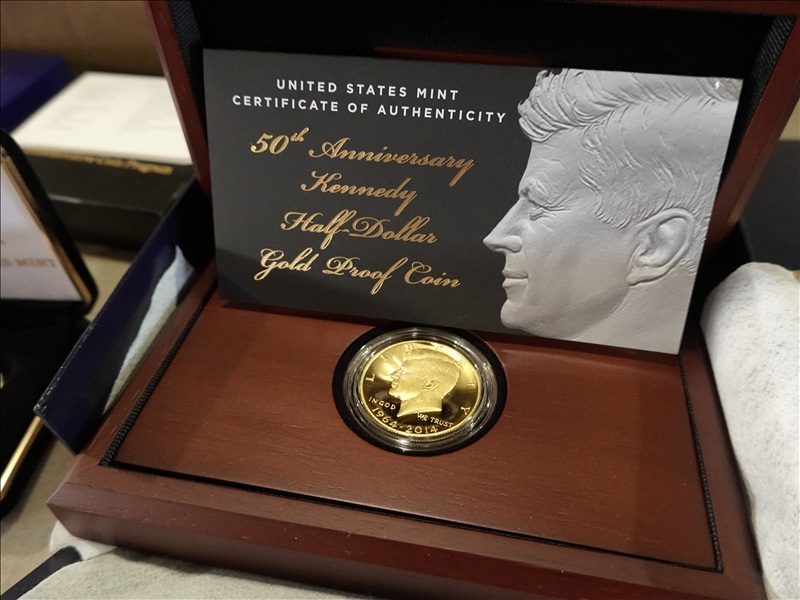 UNITED STATES MINT
CERTIFICATE OF AUTHENTICITY
50th Anniversary
Kennedy
Half-Dollar
Gold Proof Coin
L I B E R T Y
IN GOD WE TRUST
1964-2014
MINT